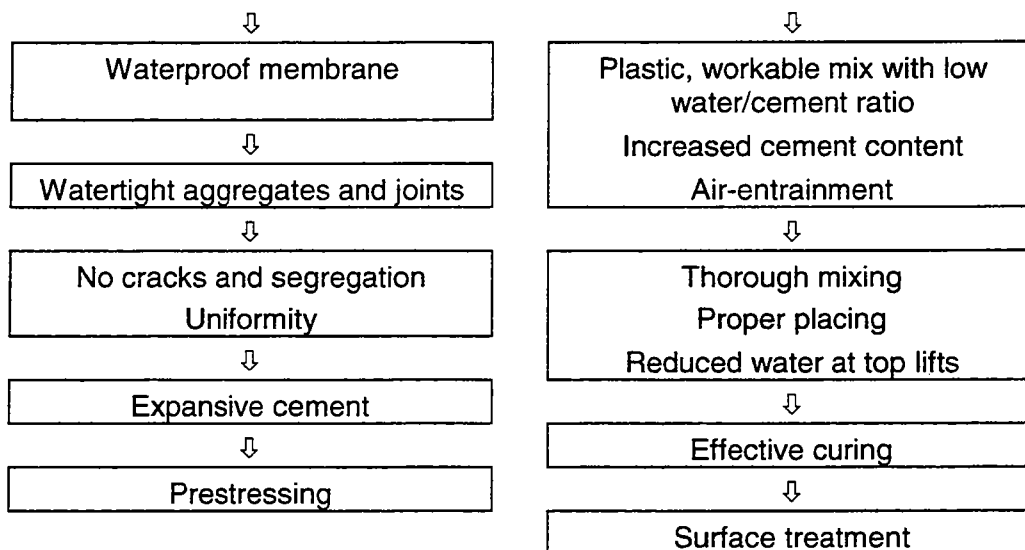 Waterproof membrane
Watertight aggregates and joints
No cracks and segregation
Uniformity
Expansive cement
Prestressing
Plastic, workable mix with low
water/cement ratio
Increased cement content
Air-entrainment
Thorough mixing
Proper placing
Reduced water at top lifts
Effective curing
Surface treatment